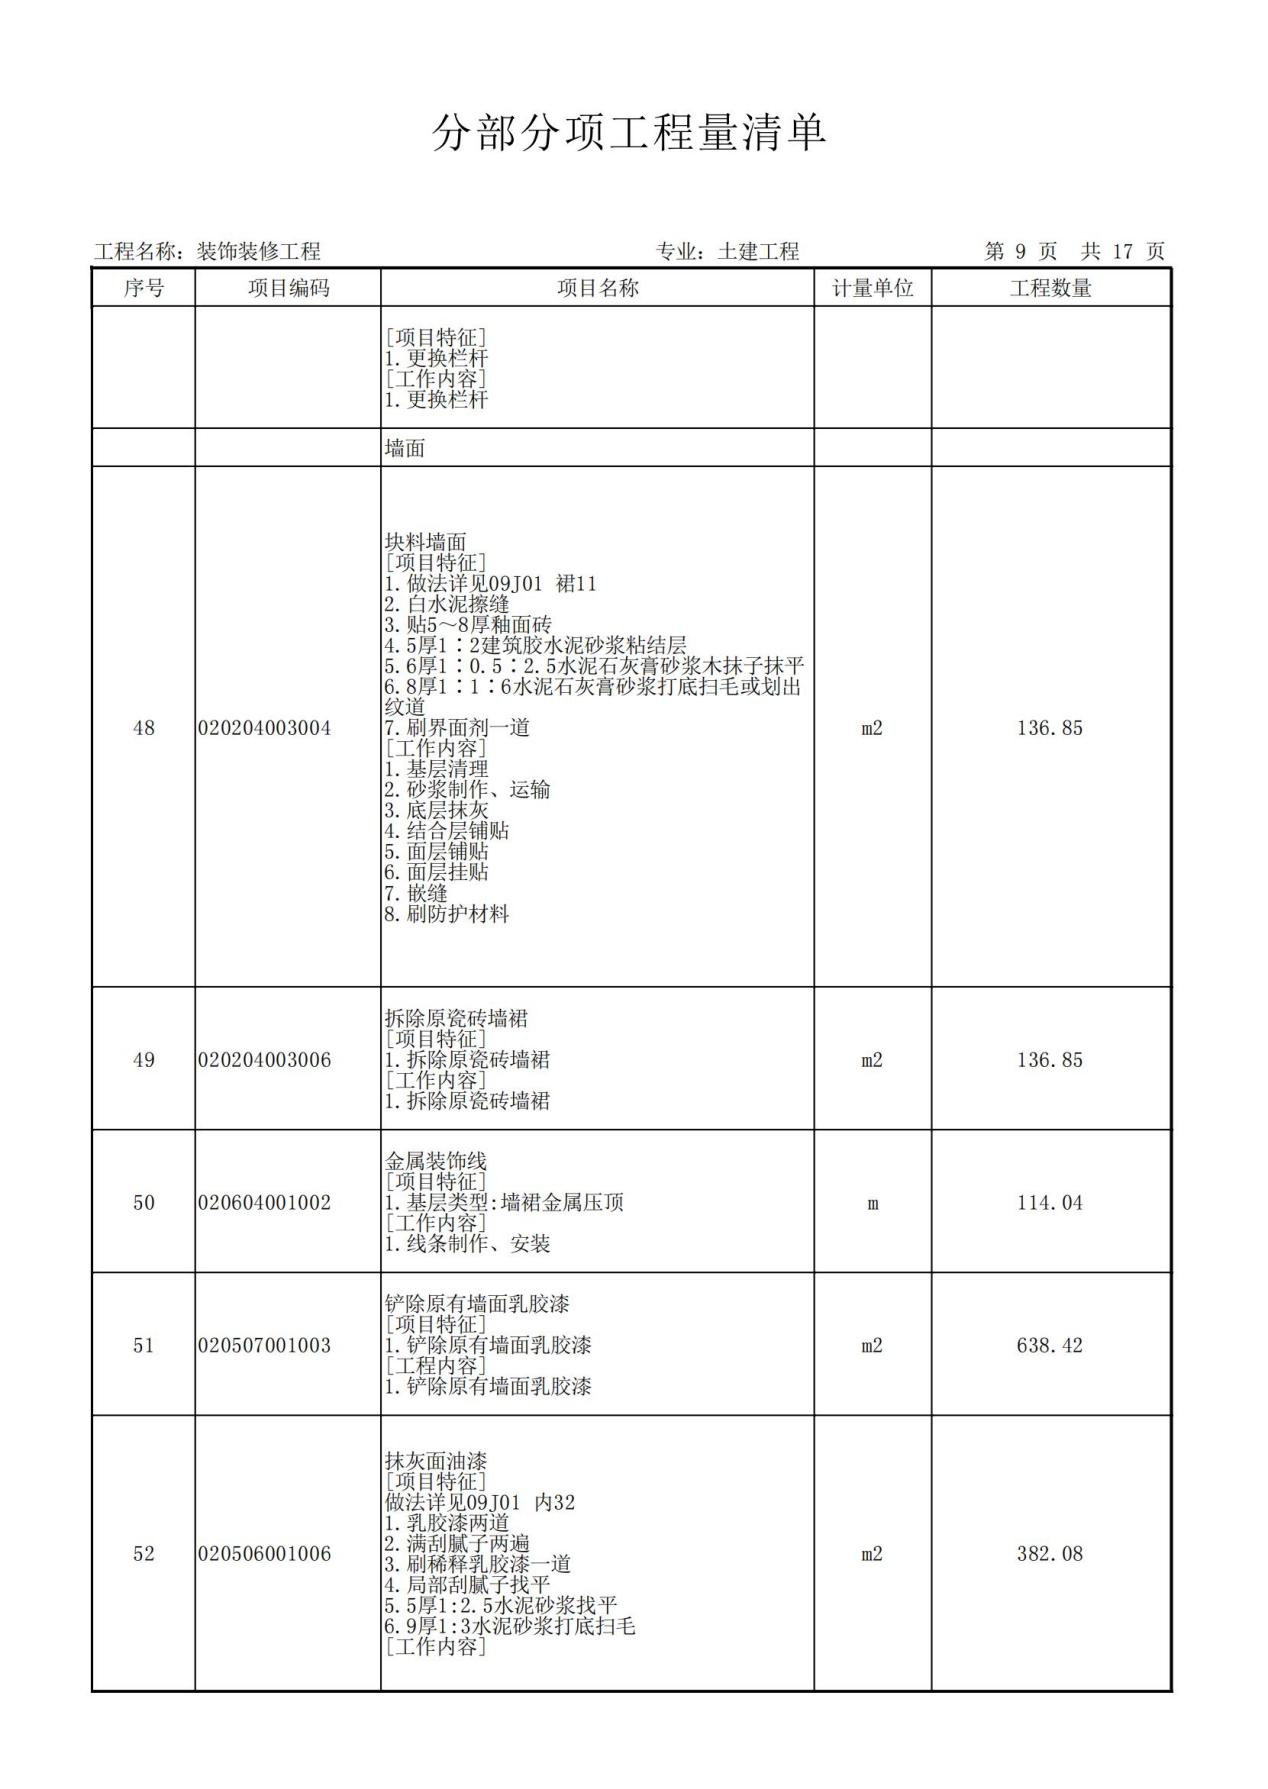 分部分项工程量清单
工程名称：装饰装修工程 专业：土建工程 第 9 页 共 17 页
序号 项目编码 项目名称 计量单位 工程数量
[项目特征]
1.更换栏杆
[工作内容]
1.更换栏杆
墙面
块料墙面
[项目特征]
1.做法详见09J01 裙11
2.白水泥擦缝
3.贴5～8厚釉面砖
4.5厚1∶2建筑胶水泥砂浆粘结层
5.6厚1∶0.5∶2.5水泥石灰膏砂浆木抹子抹平
6.8厚1∶1∶6水泥石灰膏砂浆打底扫毛或划出
纹道
48 020204003004 7.刷界面剂一道 m2 136.85
[工作内容]
1.基层清理
2.砂浆制作、运输
3.底层抹灰
4.结合层铺贴
5.面层铺贴
6.面层挂贴
7.嵌缝
8.刷防护材料
拆除原瓷砖墙裙
[项目特征]
49 020204003006 1.拆除原瓷砖墙裙 m2 136.85
[工作内容]
1.拆除原瓷砖墙裙
金属装饰线
[项目特征]
50 020604001002 1.基层类型:墙裙金属压顶 m 114.04
[工作内容]
1.线条制作、安装
铲除原有墙面乳胶漆
[项目特征]
51 020507001003 1.铲除原有墙面乳胶漆 m2 638.42
[工程内容]
1.铲除原有墙面乳胶漆
抹灰面油漆
[项目特征]
做法详见09J01 内32
1.乳胶漆两道
2.满刮腻子两遍
52 020506001006 3.刷稀释乳胶漆一道 m2 382.08
4.局部刮腻子找平
5.5厚1:2.5水泥砂浆找平
6.9厚1:3水泥砂浆打底扫毛
[工作内容]